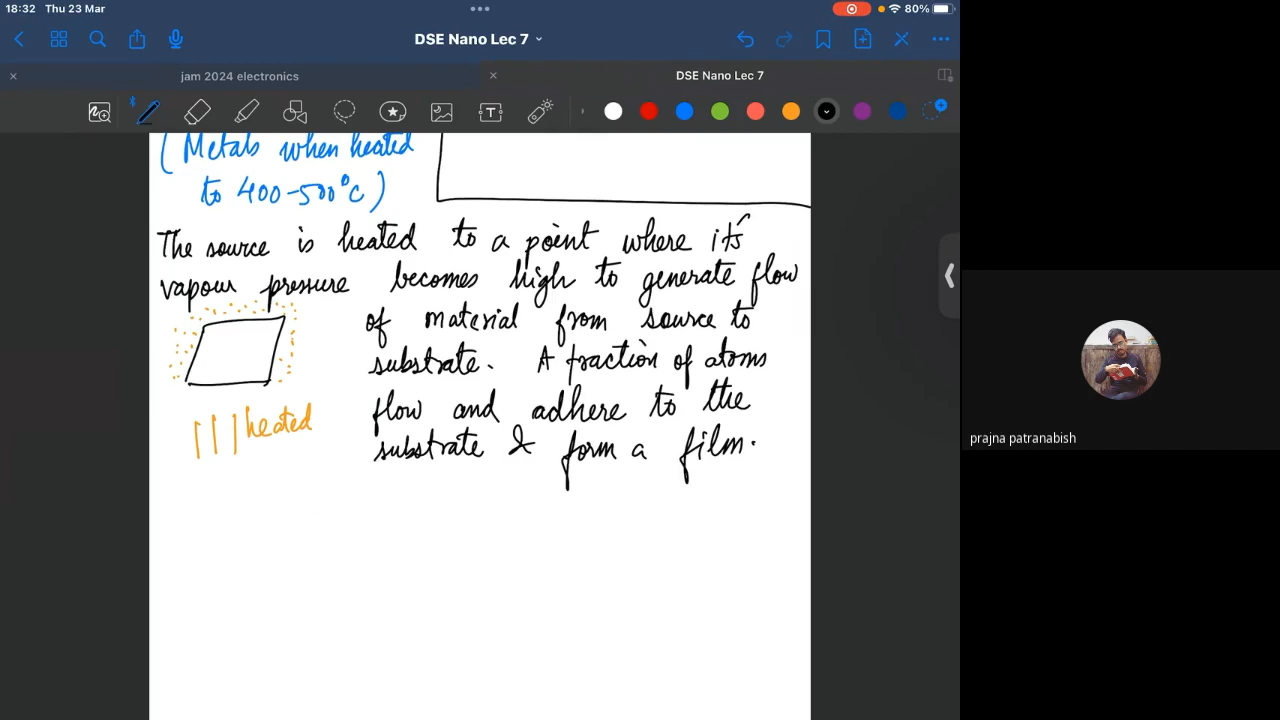 18:32 Thu 23 Mar
80%
DSE Nano Lec 7
jam 2024 electronics
DSE Nano Lec 7
(Metals when heated
to 400-500°C)
The source is heated to a point where it's
vapour pressure becomes high to generate flow
of material from source to
substrate. A fraction of atoms
flow and adhere to the
substrate & form a film.
heated
prajna patranabish